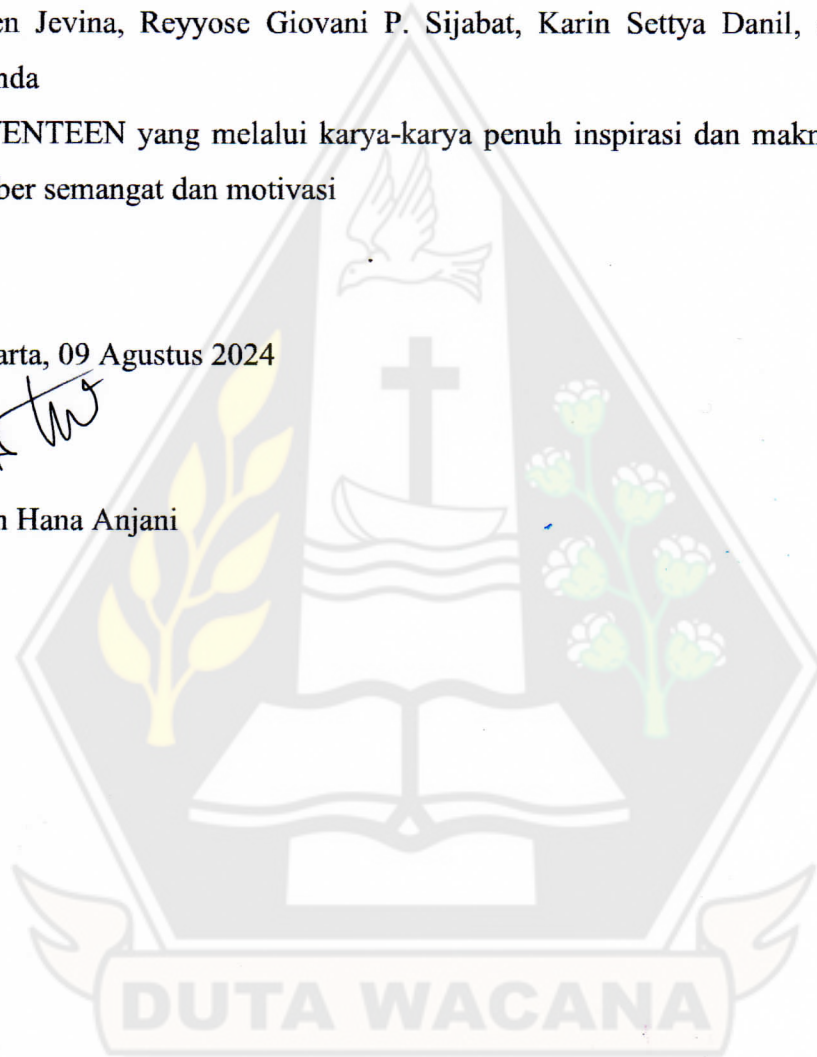 en Jevina, Reyyose Giovani P. Sijabat, Karin Settya Danil,
nda
VENTEEN yang melalui karya-karya penuh inspirasi dan makn
ber semangat dan motivasi
arta, 09 Agustus 2024
n Hana Anjani
DUTA WACANA